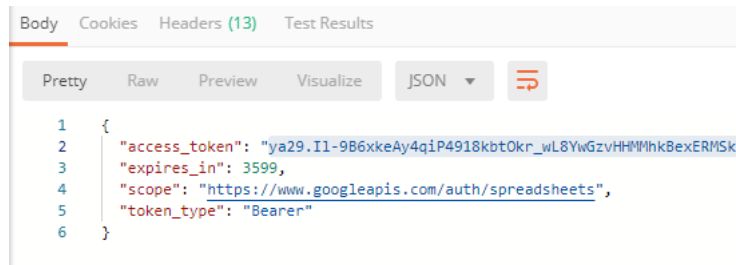 Body Cookies Headers (13) Test Results
Pretty Raw Preview Visualize JSON
1 {
2 "access_token": "ya29.Il-9B6xkeAy4qiP4918kbtOkr_wL8YwGzvHHMMhkBexERMSk
3 "expires_in": 3599,
4 "scope": "https://www.googleapis.com/auth/spreadsheets",
5 "token_type": "Bearer"
6 }